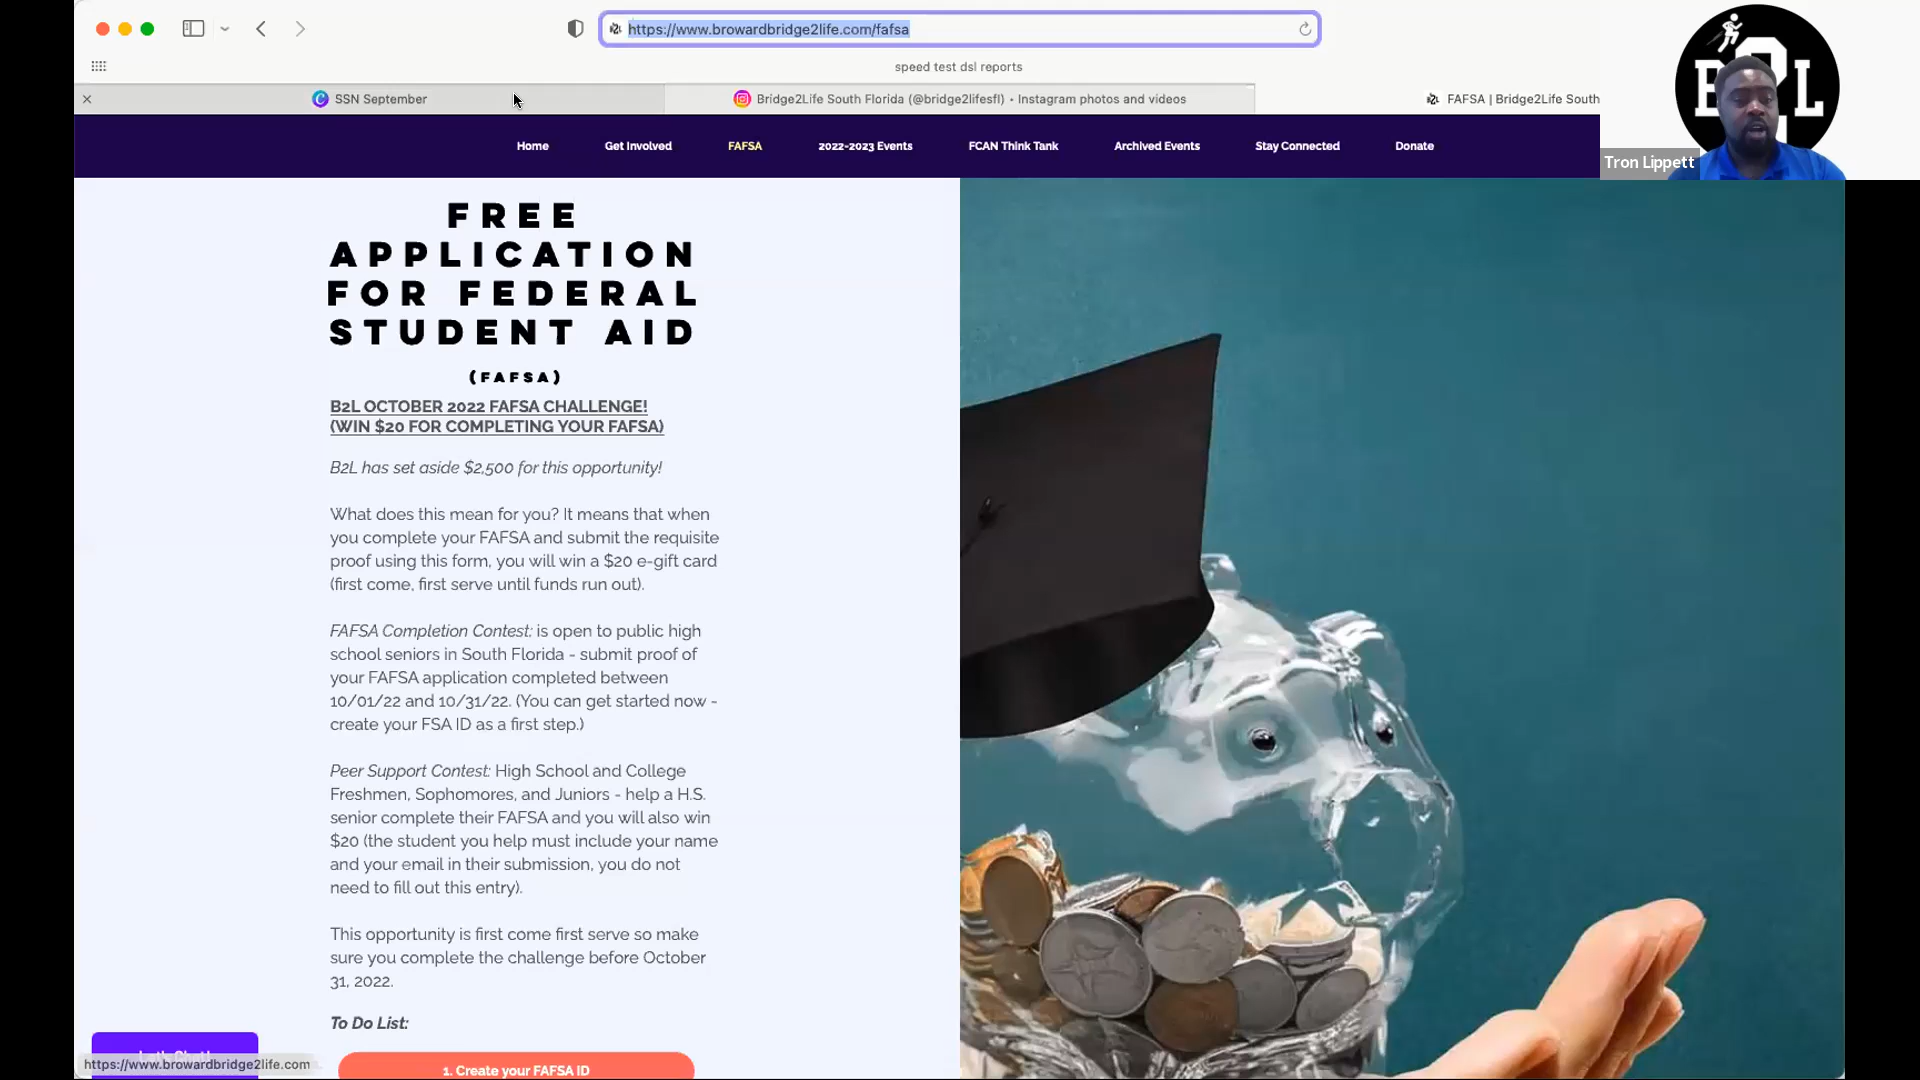 https://www.browardbridge2life.com/fafsa
speed test dsl reports
SSN September
Bridge2Life South Florida (@bridge2lifesfl) • Instagram photos and videos
FAFSA | Bridge2Life South
B2L
Tron Lippett
Home
Get Involved
FAFSA
2022-2023 Events
FCAN Think Tank
Archived Events
Stay Connected
Donate
FREE
APPLICATION
FOR FEDERAL
STUDENT AID
(FAFSA)
B2L OCTOBER 2022 FAFSA CHALLENGE!
(WIN $20 FOR COMPLETING YOUR FAFSA)
B2L has set aside $2,500 for this opportunity!
What does this mean for you? It means that when
you complete your FAFSA and submit the requisite
proof using this form, you will win a $20 e-gift card
(first come, first serve until funds run out).
FAFSA Completion Contest: is open to public high
school seniors in South Florida - submit proof of
your FAFSA application completed between
10/01/22 and 10/31/22. (You can get started now -
create your FSA ID as a first step.)
Peer Support Contest: High School and College
Freshmen, Sophomores, and Juniors - help a H.S.
senior complete their FAFSA and you will also win
$20 (the student you help must include your name
and your email in their submission, you do not
need to fill out this entry).
This opportunity is first come first serve so make
sure you complete the challenge before October
31, 2022.
To Do List:
1. Create your FAFSA ID
https://www.browardbridge2life.com